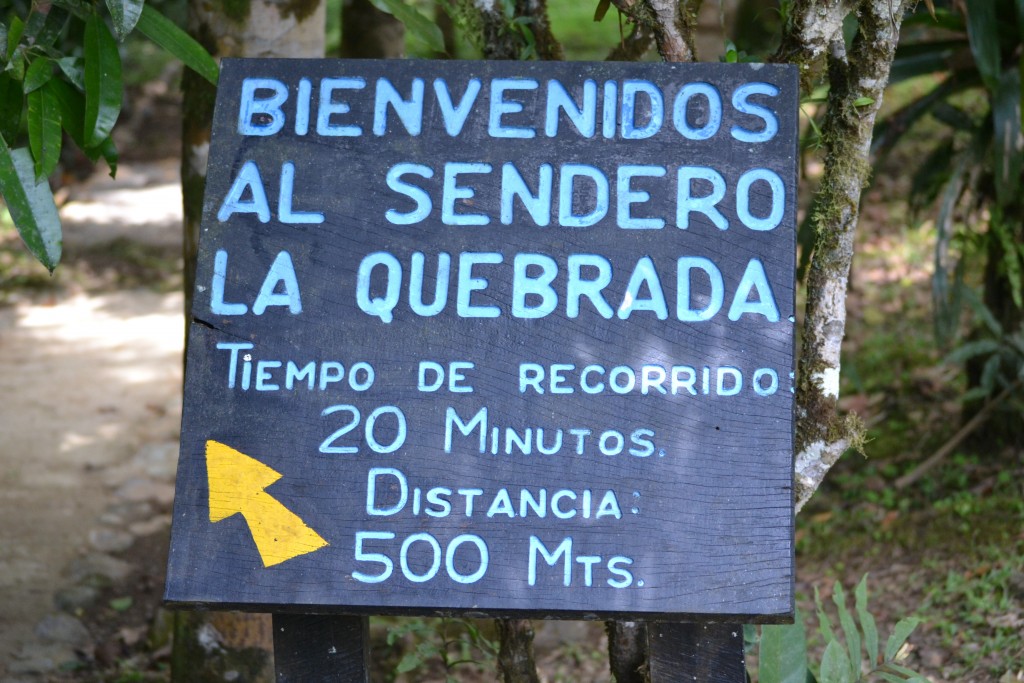 BIENVENIDOS
AL SENDERO
LA QUEBRADA
TIEMPO DE RECORRIDO:
20 MINUTOS.
DISTANCIA:
500 MTS.